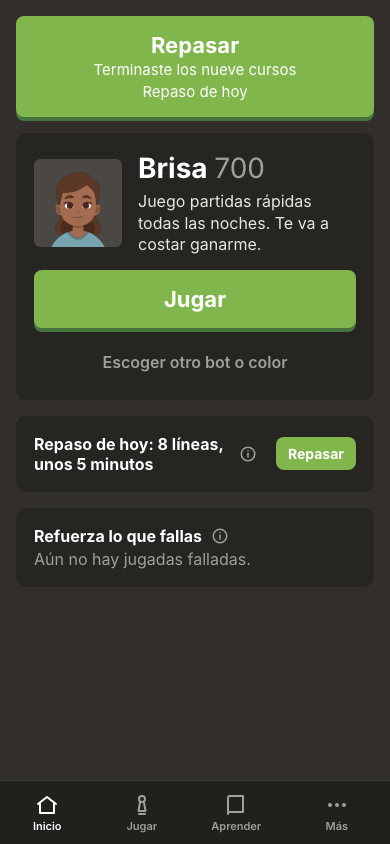 Repasar
Terminaste los nueve cursos
Repaso de hoy
Brisa 700
Juego partidas rápidas
todas las noches. Te va a
costar ganarme.
Jugar
Escoger otro bot o color
Repaso de hoy: 8 líneas,
unos 5 minutos
Repasar
Refuerza lo que fallas
Aún no hay jugadas falladas.
Inicio
Jugar
Aprender
Más